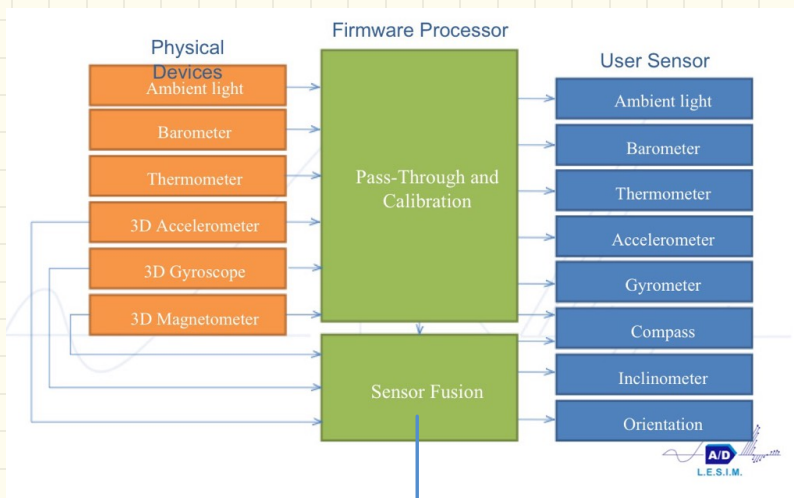 Firmware Processor
Physical
Devices
User Sensor
Ambient light
Barometer
Thermometer
3D Accelerometer
3D Gyroscope
3D Magnetometer
Pass-Through and
Calibration
Sensor Fusion
Ambient light
Barometer
Thermometer
Accelerometer
Gyrometer
Compass
Inclinometer
Orientation
A/D
L.E.S.I.M.